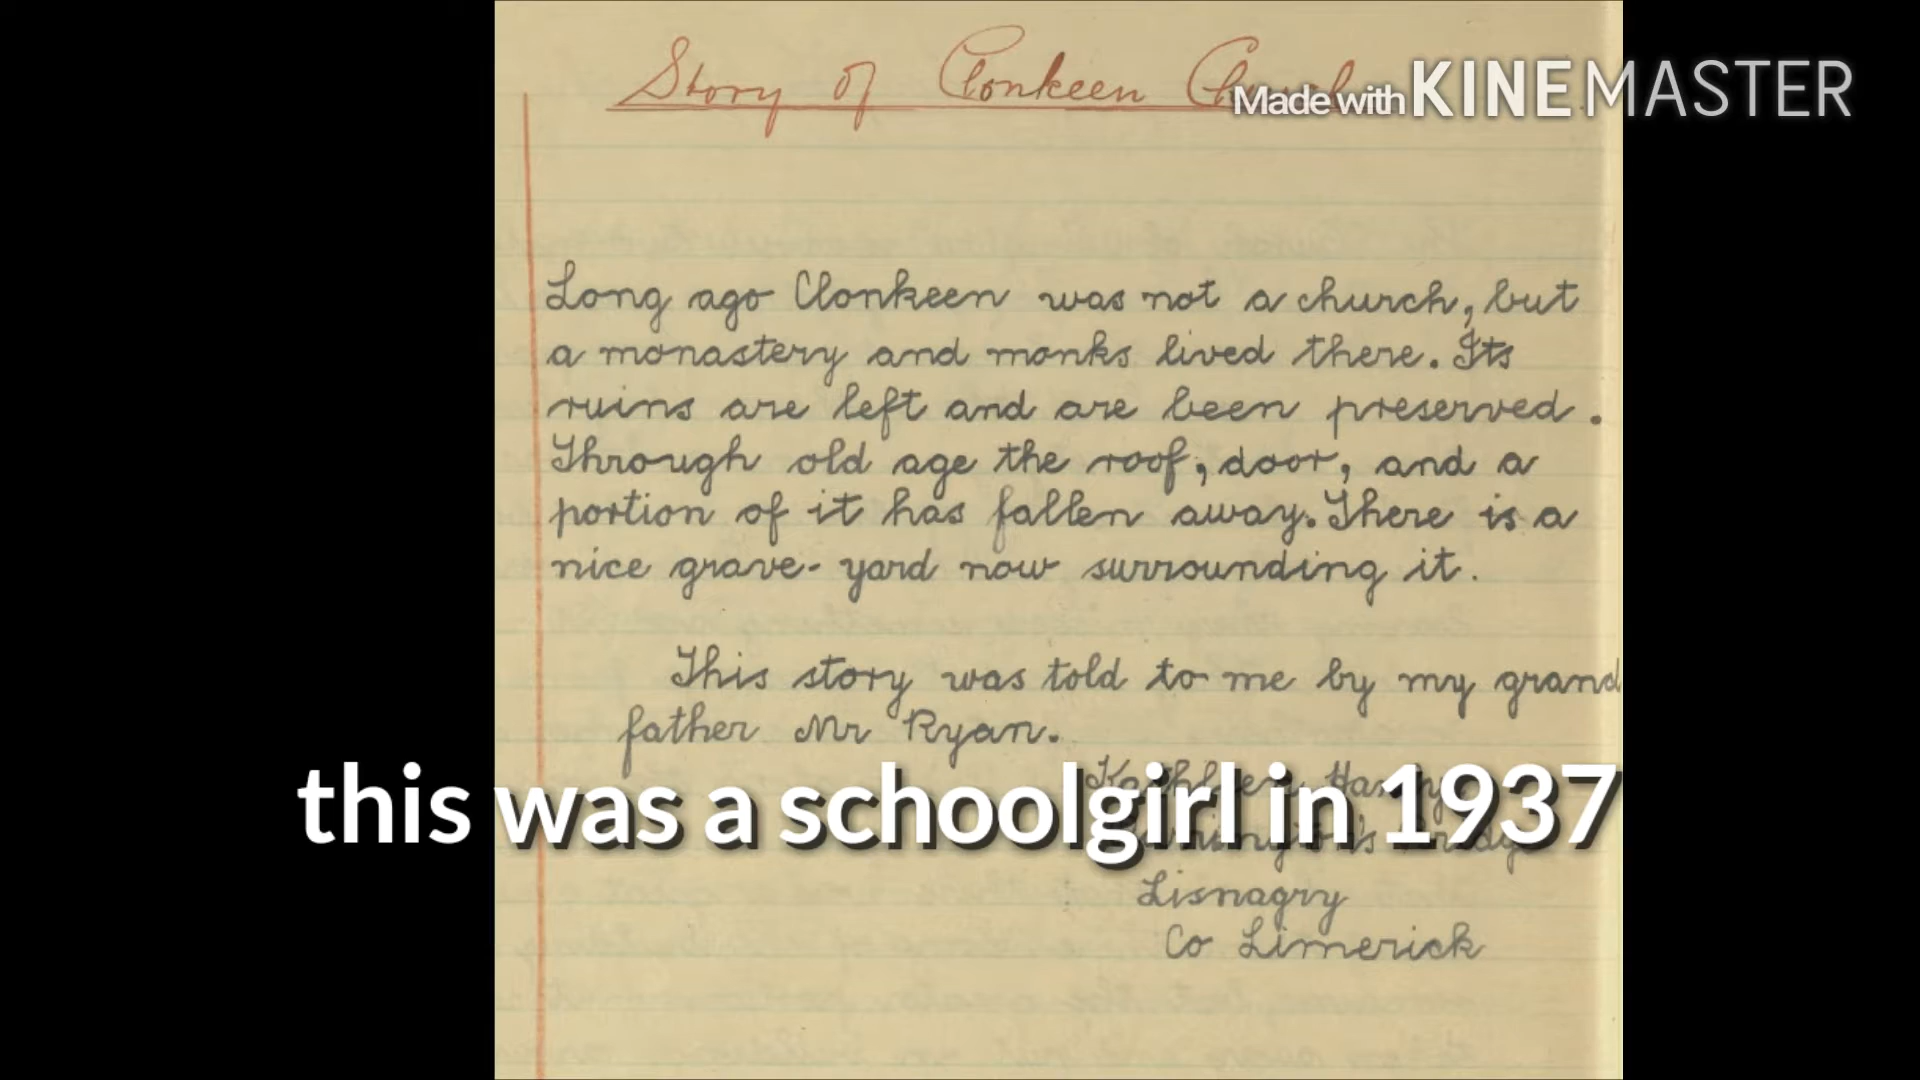 Story of Clonkeen Church
Made with KINEMASTER
Long ago Clonkeen was not a church, but
a monastery and monks lived there. Its
ruins are left and are been preserved.
Through old age the roof, door, and a
portion of it has fallen away. There is a
nice grave-yard now surrounding it.
This story was told to me by my grand
father Mr Ryan.
Kathleen
this was a schoolgirl in 1937
Lisnagry
Co Limerick